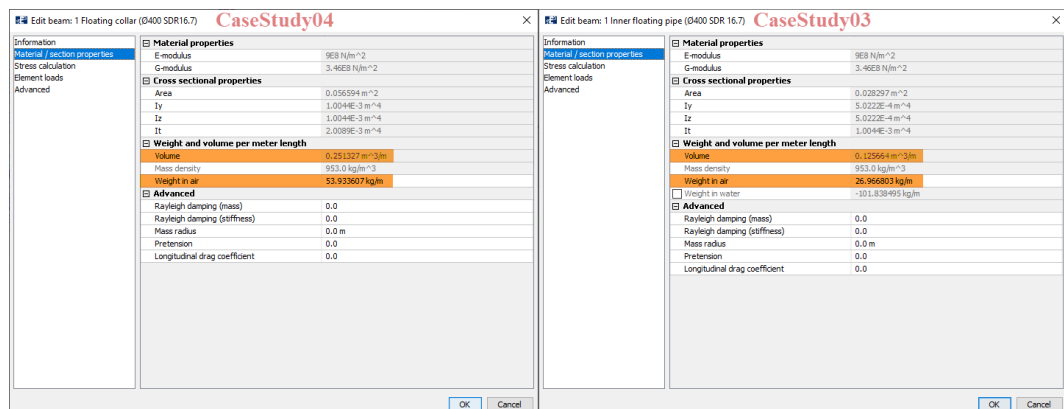 Edit beam: 1 Floating collar (Ø400 SDR16.7) CaseStudy04
Information
Material / section properties
Stress calculation
Element loads
Advanced
Material properties
E-modulus 9E8 N/m^2
G-modulus 3.46E8 N/m^2
Cross sectional properties
Area 0.056594 m^2
Iy 1.0044E-3 m^4
Iz 1.0044E-3 m^4
It 2.0089E-3 m^4
Weight and volume per meter length
Volume 0.251327 m^3/m
Mass density 953.0 kg/m^3
Weight in air 53.933607 kg/m
Advanced
Rayleigh damping (mass) 0.0
Rayleigh damping (stiffness) 0.0
Mass radius 0.0 m
Pretension 0.0
Longitudinal drag coefficient 0.0
OK Cancel
Edit beam: 1 Inner floating pipe (Ø400 SDR 16.7) CaseStudy03
Information
Material / section properties
Stress calculation
Element loads
Advanced
Material properties
E-modulus 9E8 N/m^2
G-modulus 3.46E8 N/m^2
Cross sectional properties
Area 0.028297 m^2
Iy 5.0222E-4 m^4
Iz 5.0222E-4 m^4
It 1.0044E-3 m^4
Weight and volume per meter length
Volume 0.125664 m^3/m
Mass density 953.0 kg/m^3
Weight in air 26.966803 kg/m
Weight in water -101.838495 kg/m
Advanced
Rayleigh damping (mass) 0.0
Rayleigh damping (stiffness) 0.0
Mass radius 0.0 m
Pretension 0.0
Longitudinal drag coefficient 0.0
OK Cancel